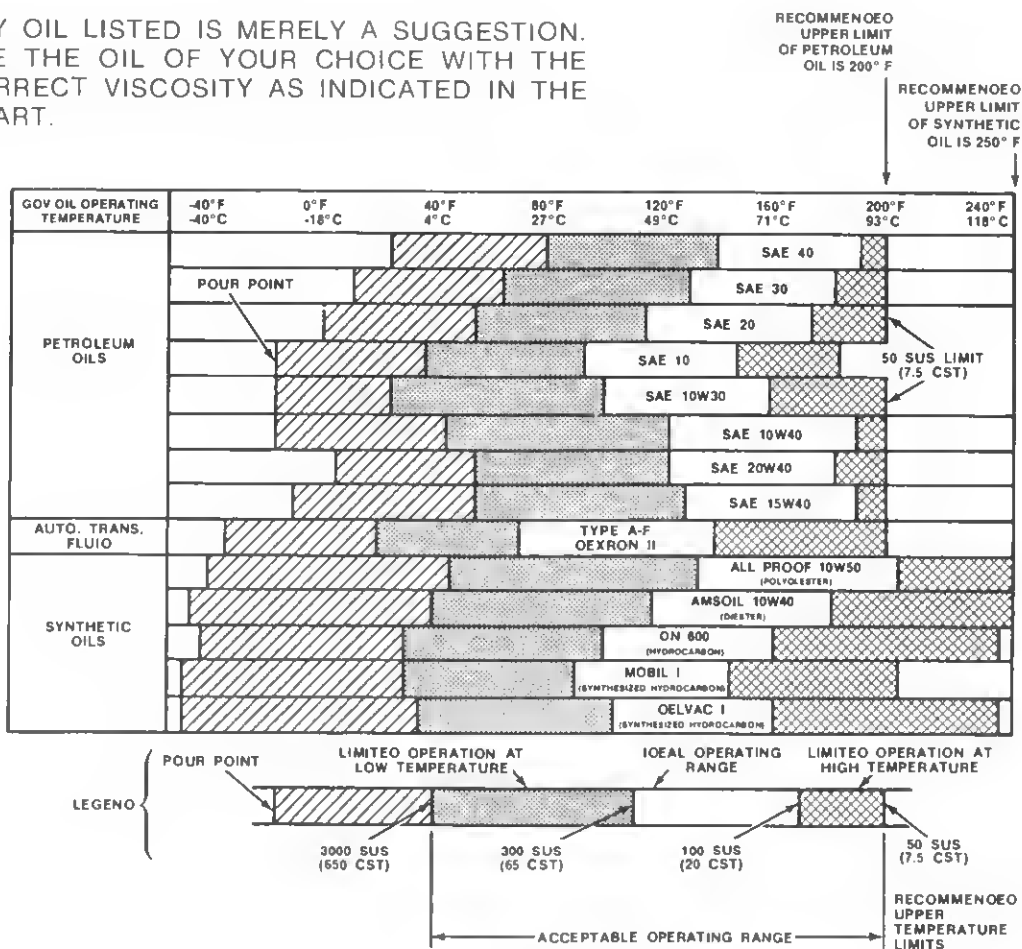 Y OIL LISTED IS MERELY A SUGGESTION.
E THE OIL OF YOUR CHOICE WITH THE
RRECT VISCOSITY AS INDICATED IN THE
ART.
RECOMMENOEO
UPPER LIMIT
OF PETROLEUM
OIL IS 200° F
RECOMMENOEO
UPPER LIMIT
OF SYNTHETIC
OIL IS 250° F
GOV OIL OPERATING
TEMPERATURE
-40°F 0°F 40°F 80°F 120°F 160°F 200°F 240°F
-40°C -18°C 4°C 27°C 49°C 71°C 93°C 118°C
PETROLEUM
OILS
POUR POINT
SAE 40
SAE 30
SAE 20
SAE 10
SAE 10W30
SAE 10W40
SAE 20W40
SAE 15W40
50 SUS LIMIT
(7.5 CST)
AUTO. TRANS.
FLUIO
TYPE A-F
OEXRON II
SYNTHETIC
OILS
ALL PROOF 10W50
(POLYOLESTER)
AMSOIL 10W40
(DIESTER)
ON 600
(HYDROCARBON)
MOBIL I
(SYNTHESIZED HYDROCARBON)
OELVAC I
(SYNTHESIZED HYDROCARBON)
LEGENO
POUR POINT
LIMITEO OPERATION AT
LOW TEMPERATURE
IOEAL OPERATING
RANGE
LIMITEO OPERATION AT
HIGH TEMPERATURE
3000 SUS
(650 CST)
300 SUS
(65 CST)
100 SUS
(20 CST)
50 SUS
(7.5 CST)
ACCEPTABLE OPERATING RANGE
RECOMMENOEO
UPPER
TEMPERATURE
LIMITS